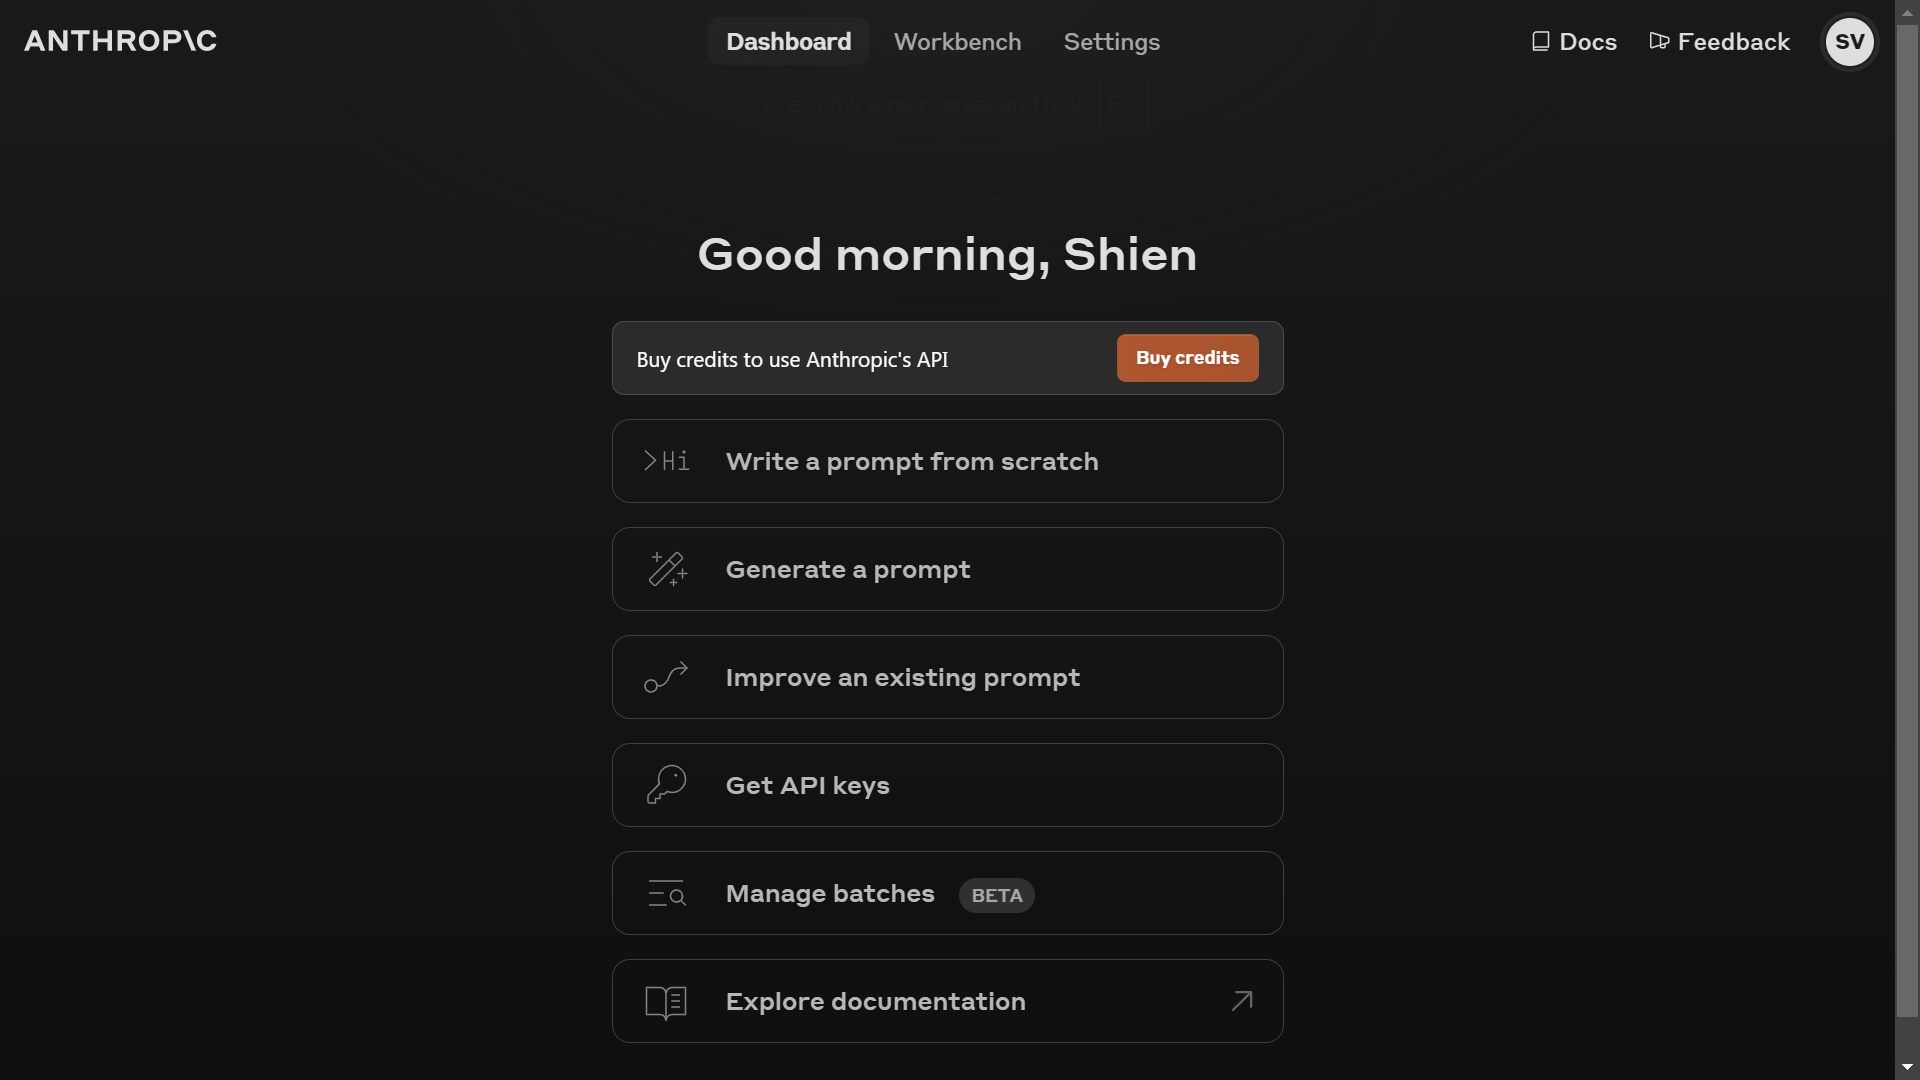 ANTHROP\C
Dashboard
Workbench
Settings
Docs
Feedback
SV
To exit full screen, press and hold Esc
Good morning, Shien
Buy credits to use Anthropic's API
Buy credits
>Hi
Write a prompt from scratch
Generate a prompt
Improve an existing prompt
Get API keys
Manage batches
BETA
Explore documentation